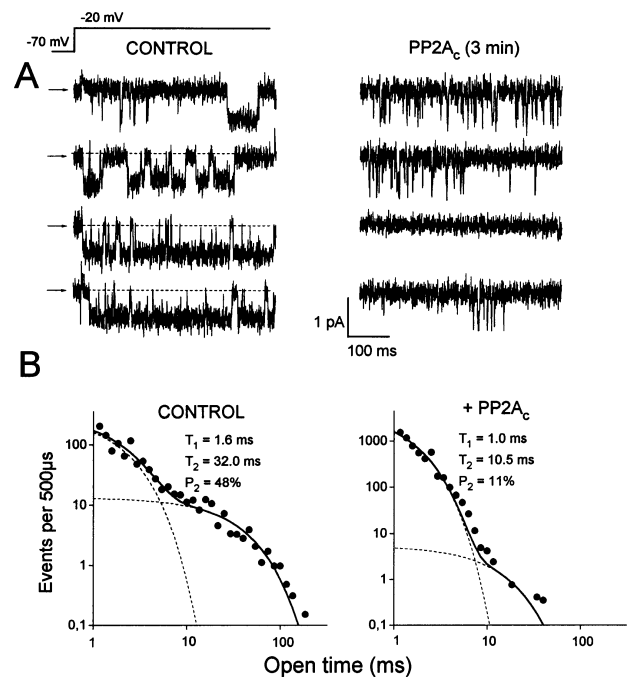 -20 mV
-70 mV
CONTROL
PP2Ac (3 min)
A
1 pA
100 ms
B
CONTROL
T1 = 1.6 ms
T2 = 32.0 ms
P2 = 48%
+ PP2Ac
T1 = 1.0 ms
T2 = 10.5 ms
P2 = 11%
Events per 500µs
100
10
1
0,1
1
10
100
1000
100
10
1
0,1
1
10
100
Open time (ms)